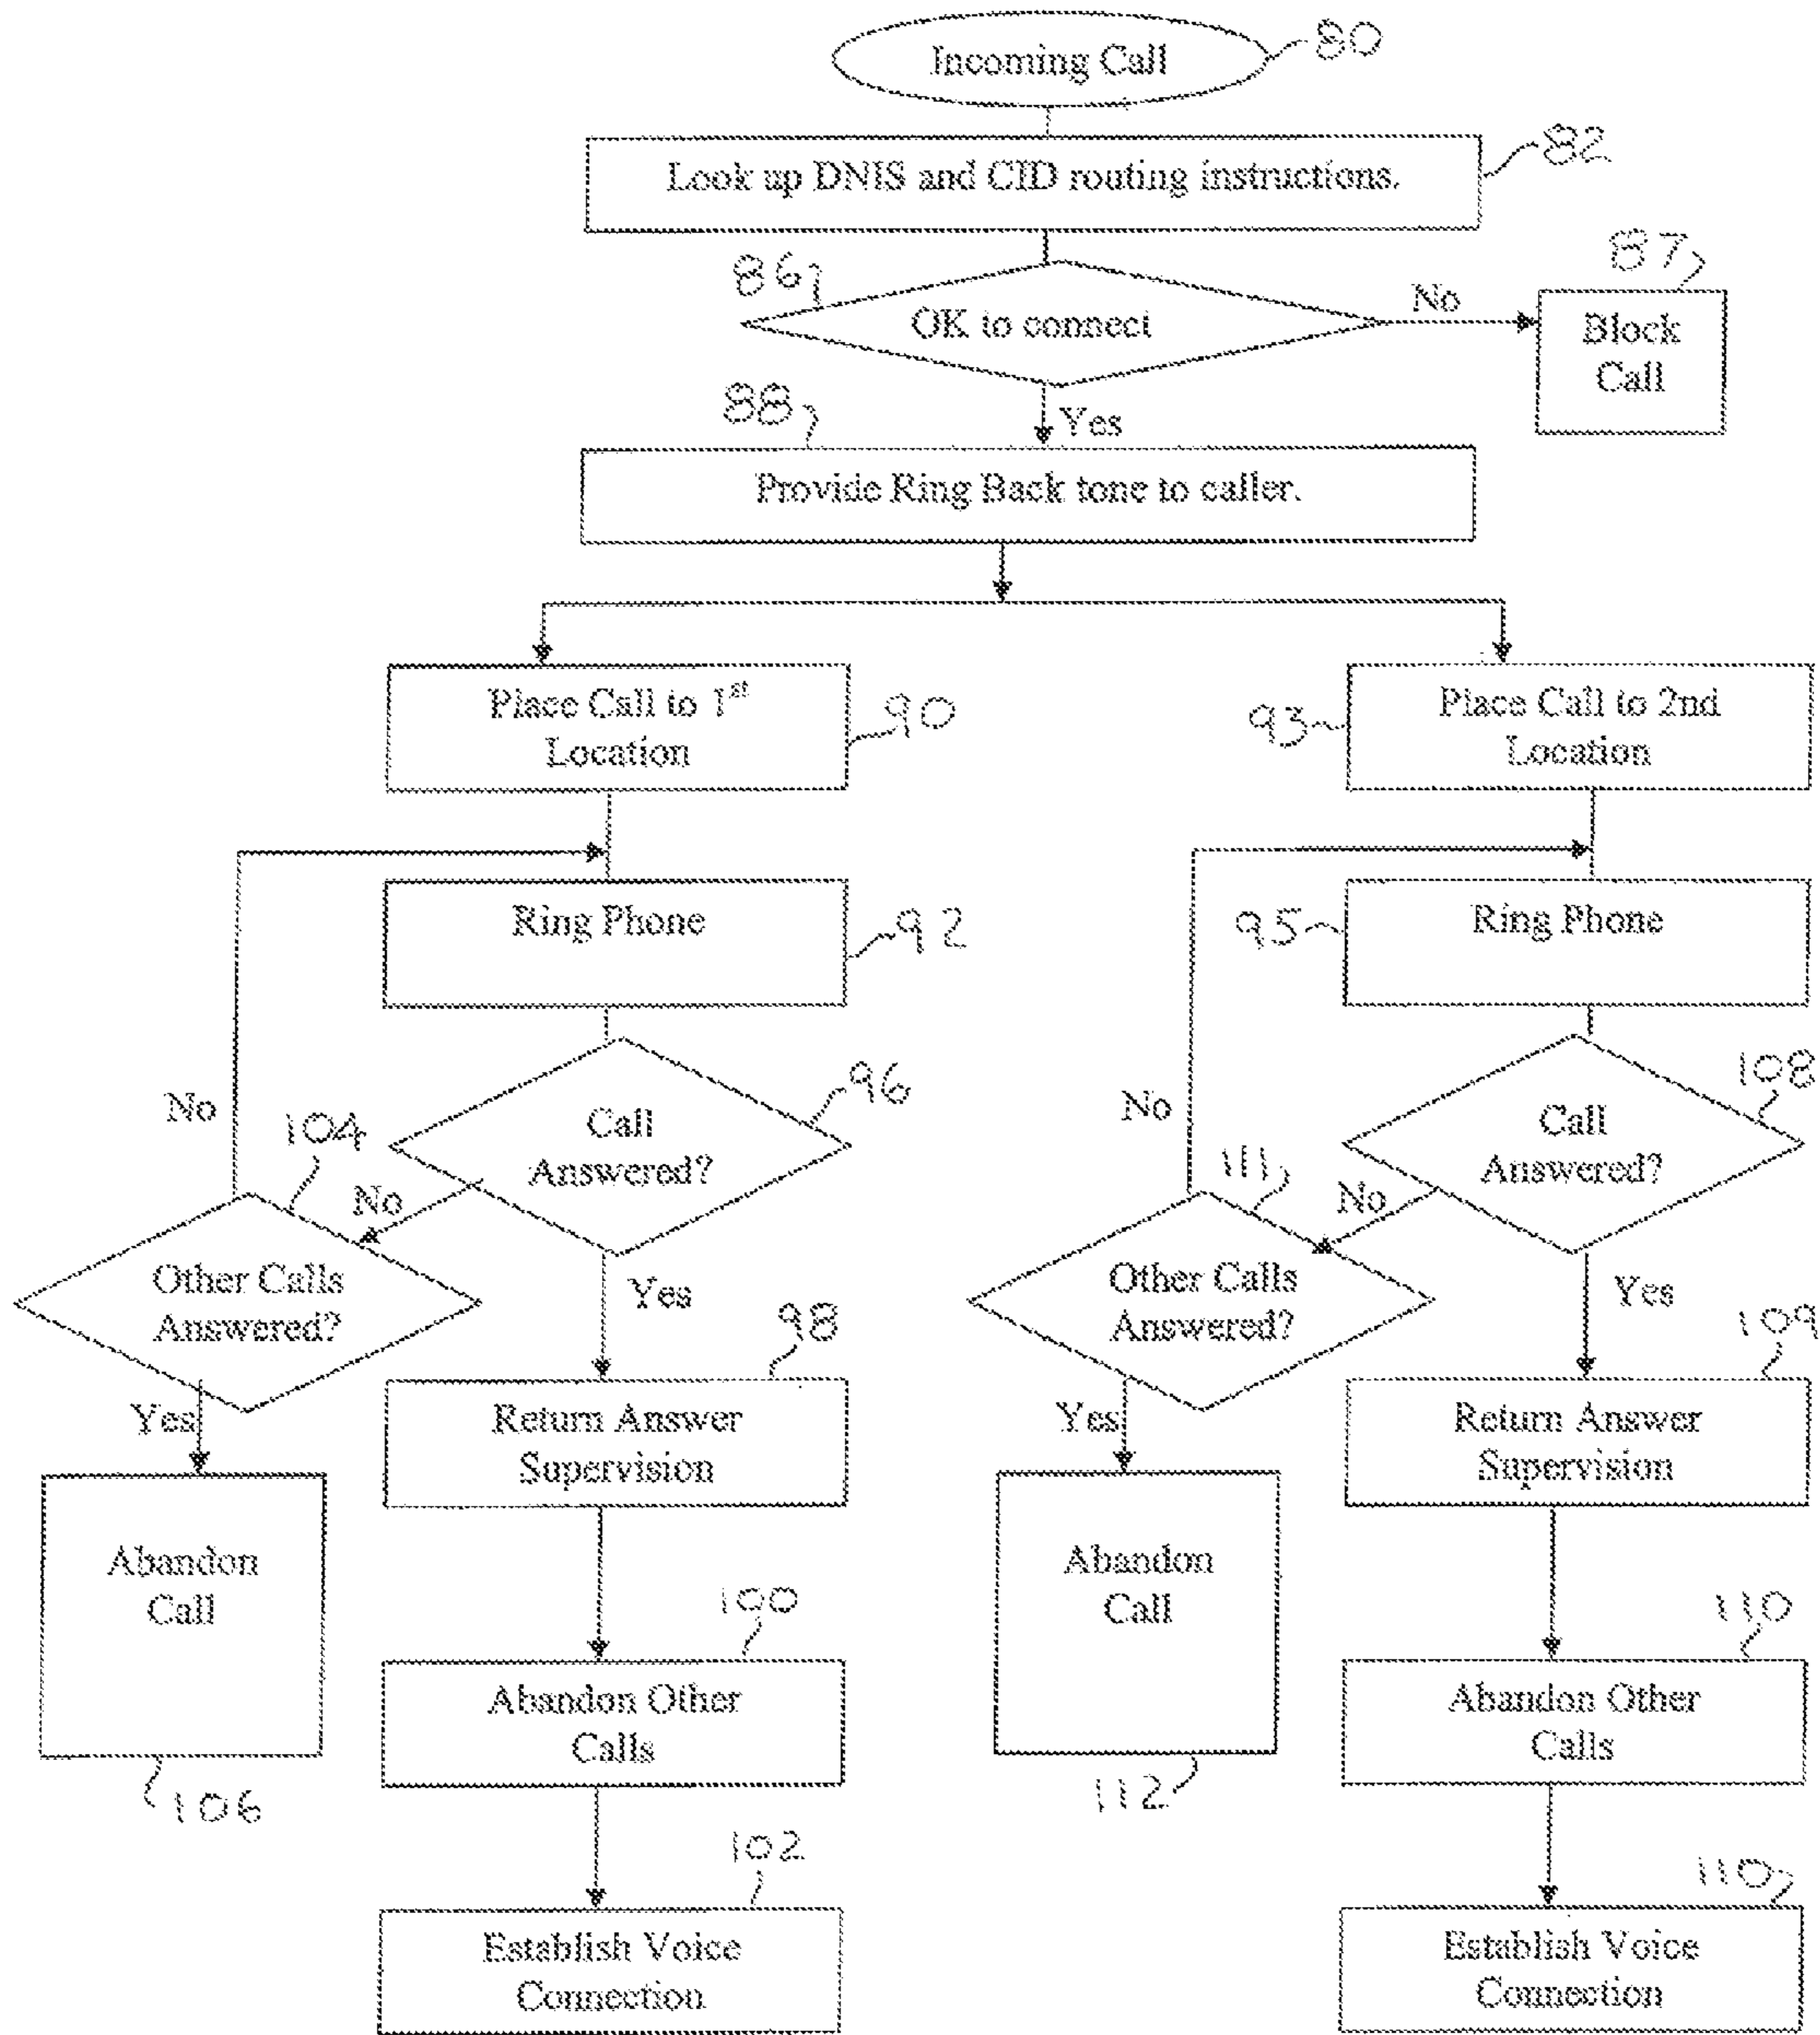 Incoming Call
80
Look up DNIS and CID routing instructions.
82
86
OK to connect
No
87
Block
Call
88
Yes
Provide Ring Back tone to caller.
Place Call to 1st
Location
90
93
Place Call to 2nd
Location
Ring Phone
92
95
Ring Phone
No
104
Call
Answered?
96
No
Other Calls
Answered?
Yes
Yes
98
Return Answer
Supervision
Abandon
Call
106
100
Abandon Other
Calls
102
Establish Voice
Connection
No
111
Call
Answered?
108
No
Other Calls
Answered?
Yes
Yes
109
Return Answer
Supervision
Abandon
Call
112
110
Abandon Other
Calls
110
Establish Voice
Connection